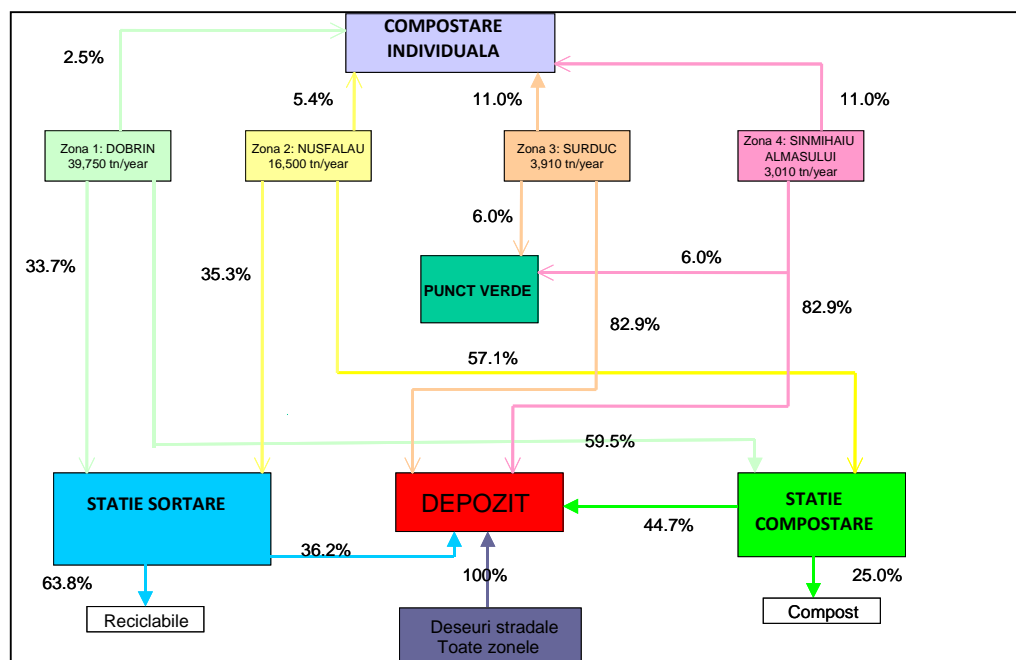 COMPOSTARE
INDIVIDUALA
2.5%
5.4%
11.0%
11.0%
Zona 1: DOBRIN
39,750 tn/year
Zona 2: NUSFALAU
16,500 tn/year
Zona 3: SURDUC
3,910 tn/year
Zona 4: SINMIHAIU
ALMASULUI
3,010 tn/year
6.0%
33.7%
35.3%
6.0%
PUNCT VERDE
82.9%
82.9%
57.1%
59.5%
STATIE SORTARE
DEPOZIT
STATIE
COMPOSTARE
44.7%
36.2%
63.8%
100%
25.0%
Reciclabile
Compost
Deseuri stradale
Toate zonele